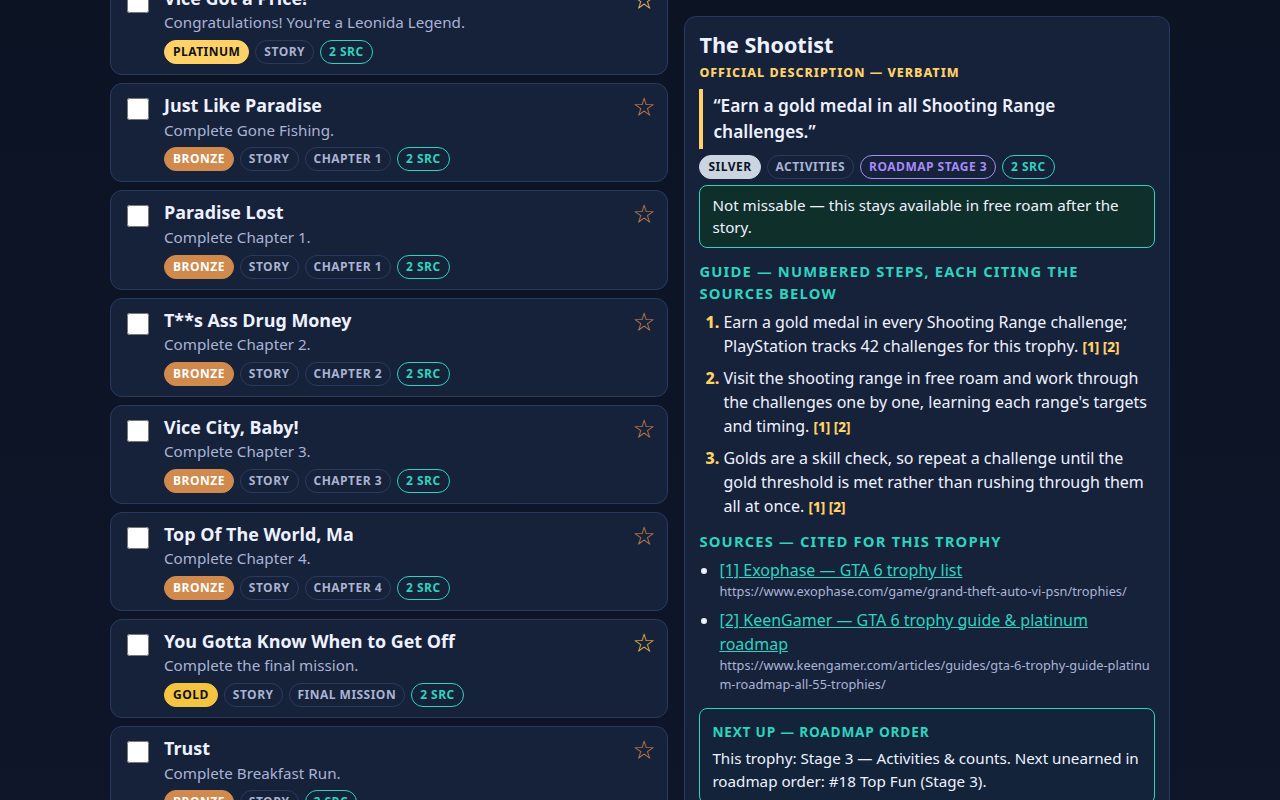 Vice Got a Price!
Congratulations! You're a Leonida Legend.
PLATINUM STORY 2 SRC
Just Like Paradise
Complete Gone Fishing.
BRONZE STORY CHAPTER 1 2 SRC
Paradise Lost
Complete Chapter 1.
BRONZE STORY CHAPTER 1 2 SRC
T**s Ass Drug Money
Complete Chapter 2.
BRONZE STORY CHAPTER 2 2 SRC
Vice City, Baby!
Complete Chapter 3.
BRONZE STORY CHAPTER 3 2 SRC
Top Of The World, Ma
Complete Chapter 4.
BRONZE STORY CHAPTER 4 2 SRC
You Gotta Know When to Get Off
Complete the final mission.
GOLD STORY FINAL MISSION 2 SRC
Trust
Complete Breakfast Run.
BRONZE STORY 2 SRC
The Shootist
OFFICIAL DESCRIPTION — VERBATIM
“Earn a gold medal in all Shooting Range
challenges.”
SILVER ACTIVITIES ROADMAP STAGE 3 2 SRC
Not missable — this stays available in free roam after the
story.
GUIDE — NUMBERED STEPS, EACH CITING THE
SOURCES BELOW
1. Earn a gold medal in every Shooting Range challenge;
PlayStation tracks 42 challenges for this trophy. [1] [2]
2. Visit the shooting range in free roam and work through
the challenges one by one, learning each range's targets
and timing. [1] [2]
3. Golds are a skill check, so repeat a challenge until the
gold threshold is met rather than rushing through them
all at once. [1] [2]
SOURCES — CITED FOR THIS TROPHY
[1] Exophase — GTA 6 trophy list
https://www.exophase.com/game/grand-theft-auto-vi-psn/trophies/
[2] KeenGamer — GTA 6 trophy guide & platinum
roadmap
https://www.keengamer.com/articles/guides/gta-6-trophy-guide-platinu
m-roadmap-all-55-trophies/
NEXT UP — ROADMAP ORDER
This trophy: Stage 3 — Activities & counts. Next unearned in
roadmap order: #18 Top Fun (Stage 3).